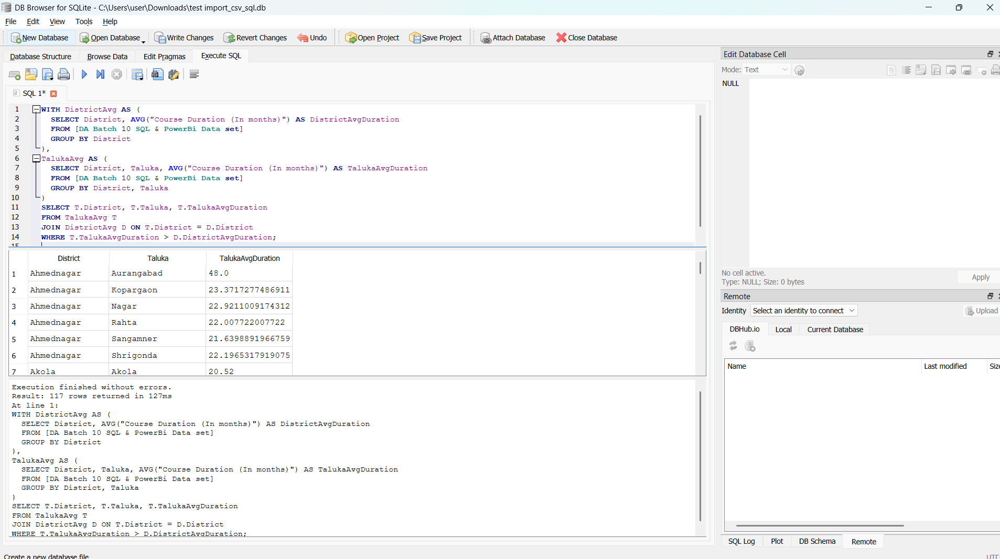 DB Browser for SQLite - C:\Users\user\Downloads\test import_csv_sql.db
File Edit View Tools Help
New Database Open Database Write Changes Revert Changes Undo Open Project Save Project Attach Database Close Database
Database Structure Browse Data Edit Pragmas Execute SQL
SQL 1*
1 WITH DistrictAvg AS (
2 SELECT District, AVG("Course Duration (In months)") AS DistrictAvgDuration
3 FROM [DA Batch 10 SQL & PowerBi Data set]
4 GROUP BY District
5 ),
6 TalukaAvg AS (
7 SELECT District, Taluka, AVG("Course Duration (In months)") AS TalukaAvgDuration
8 FROM [DA Batch 10 SQL & PowerBi Data set]
9 GROUP BY District, Taluka
10 )
11 SELECT T.District, T.Taluka, T.TalukaAvgDuration
12 FROM TalukaAvg T
13 JOIN DistrictAvg D ON T.District = D.District
14 WHERE T.TalukaAvgDuration > D.DistrictAvgDuration;
15
District Taluka TalukaAvgDuration
1 Ahmednagar Aurangabad 48.0
2 Ahmednagar Kopargaon 23.3717277486911
3 Ahmednagar Nagar 22.9211009174312
4 Ahmednagar Rahta 22.007722007722
5 Ahmednagar Sangamner 21.6398891966759
6 Ahmednagar Shrigonda 22.1965317919075
7 Akola Akola 20.52
Execution finished without errors.
Result: 117 rows returned in 127ms
At line 1:
WITH DistrictAvg AS (
SELECT District, AVG("Course Duration (In months)") AS DistrictAvgDuration
FROM [DA Batch 10 SQL & PowerBi Data set]
GROUP BY District
),
TalukaAvg AS (
SELECT District, Taluka, AVG("Course Duration (In months)") AS TalukaAvgDuration
FROM [DA Batch 10 SQL & PowerBi Data set]
GROUP BY District, Taluka
)
SELECT T.District, T.Taluka, T.TalukaAvgDuration
FROM TalukaAvg T
JOIN DistrictAvg D ON T.District = D.District
WHERE T.TalukaAvgDuration > D.DistrictAvgDuration;
Create a new database file
Edit Database Cell
Mode: Text
NULL
No cell active.
Type: NULL; Size: 0 bytes
Apply
Remote
Identity Select an identity to connect Upload
DBHub.io Local Current Database
Name Last modified Size
SQL Log Plot DB Schema Remote
UTF-